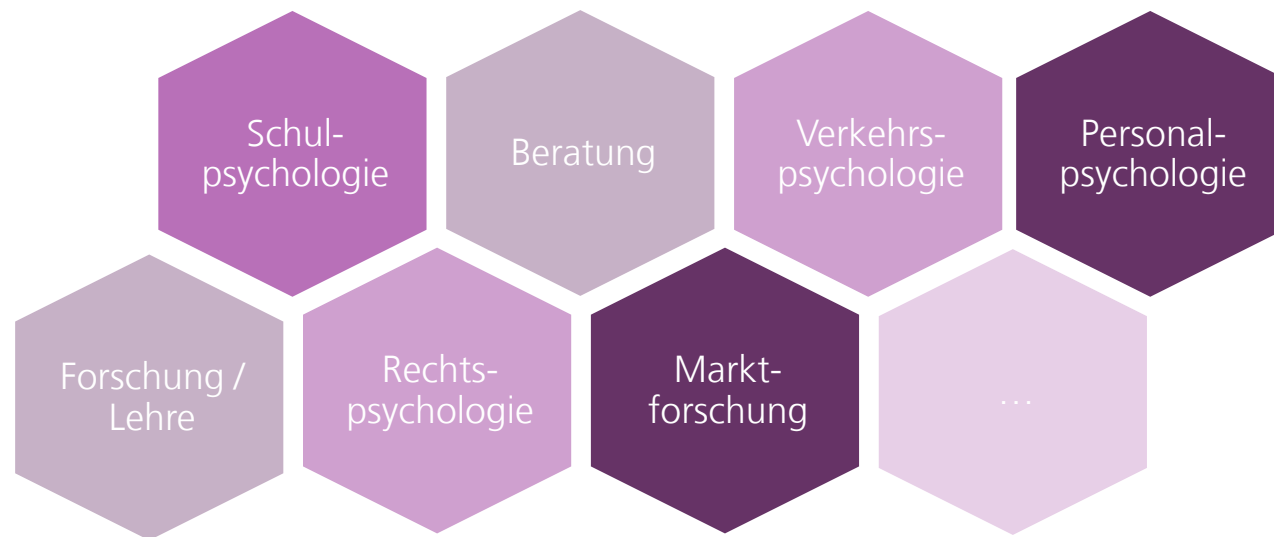 Schul-
psychologie
Beratung
Verkehrs-
psychologie
Personal-
psychologie
Forschung /
Lehre
Rechts-
psychologie
Markt-
forschung
...